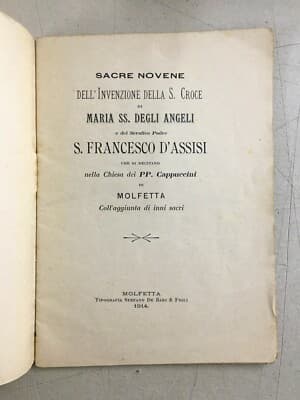 SACRE NOVENE
DELL'INVENZIONE DELLA S. CROCE
DI
MARIA SS. DEGLI ANGELI
e del Serafico Padre
S. FRANCESCO D'ASSISI
CHE SI RECITANO
nella Chiesa dei PP. Cappuccini
DI
MOLFETTA
Coll'aggiunta di inni sacri
MOLFETTA
TIPOGRAFIA STEFANO DE BARI & FIGLI
1914.